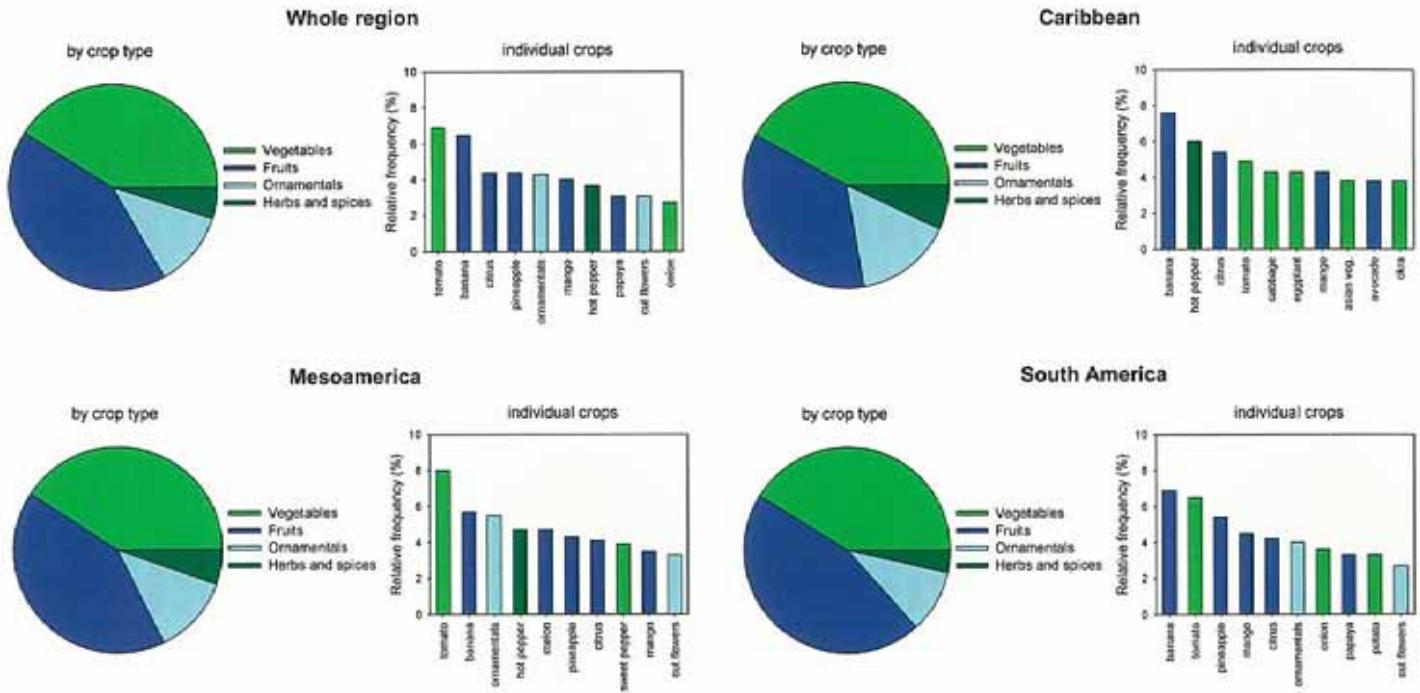 Whole region
by crop type
Vegetables
Fruits
Ornamentals
Herbs and spices
individual crops
Relative frequency (%)
10
8
6
4
2
0
tomato
banana
citrus
pineapple
ornamentals
mango
hot pepper
papaya
cut flowers
onion
Caribbean
by crop type
Vegetables
Fruits
Ornamentals
Herbs and spices
individual crops
Relative frequency (%)
10
8
6
4
2
0
banana
hot pepper
citrus
tomato
cabbage
eggplant
mango
asian veg.
avocado
okra
Mesoamerica
by crop type
Vegetables
Fruits
Ornamentals
Herbs and spices
individual crops
Relative frequency (%)
10
8
6
4
2
0
tomato
banana
ornamentals
hot pepper
melon
pineapple
citrus
sweet pepper
mango
cut flowers
South America
by crop type
Vegetables
Fruits
Ornamentals
Herbs and spices
individual crops
Relative frequency (%)
10
8
6
4
2
0
banana
tomato
pineapple
mango
citrus
ornamentals
onion
papaya
potato
cut flowers